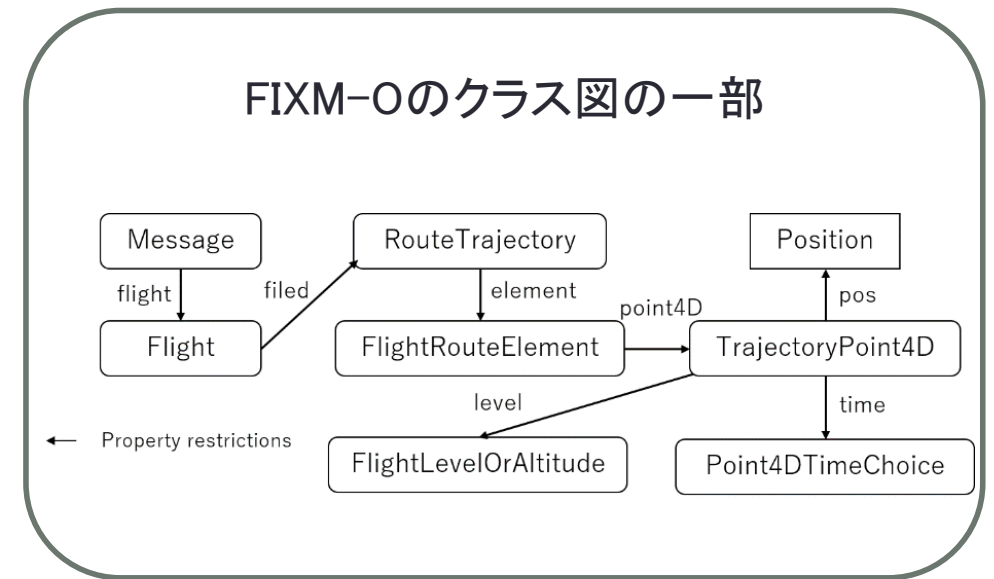 FIXM-Oのクラス図の一部
Message
RouteTrajectory
Position
flight
filed
element
point4D
pos
Flight
FlightRouteElement
TrajectoryPoint4D
level
time
Property restrictions
FlightLevelOrAltitude
Point4DTimeChoice